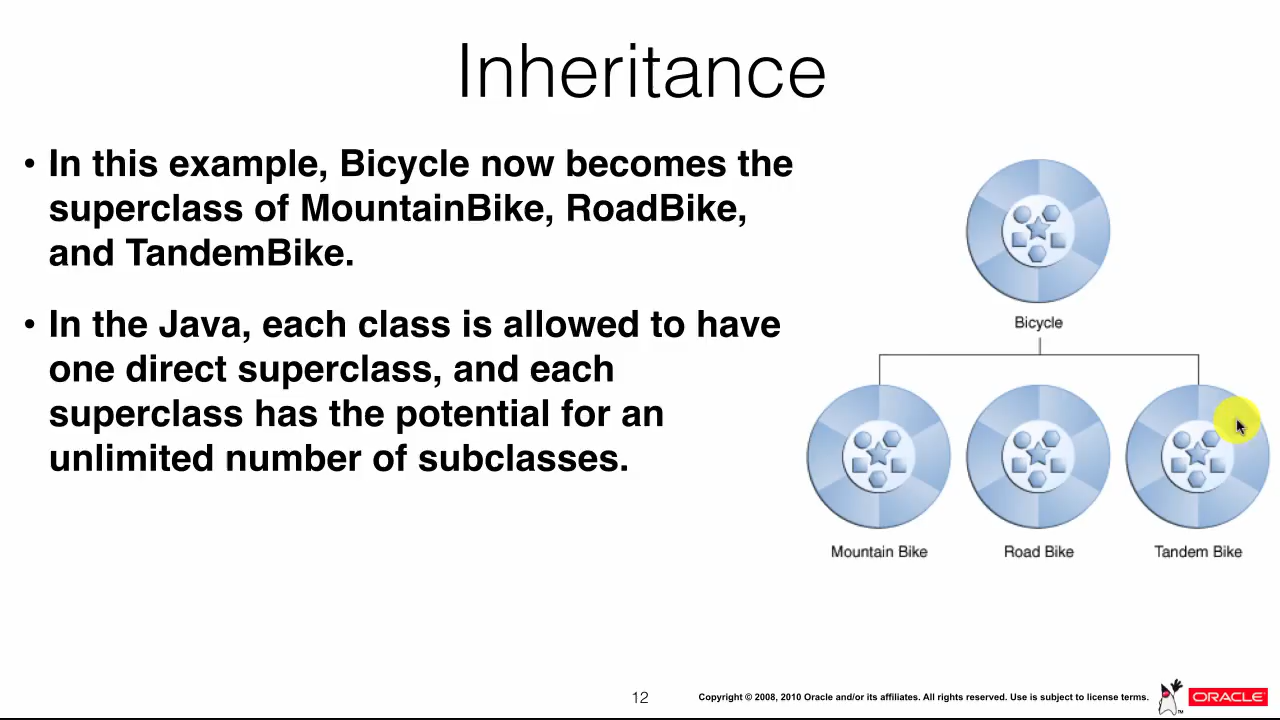 Inheritance
• In this example, Bicycle now becomes the
superclass of MountainBike, RoadBike,
and TandemBike.
• In the Java, each class is allowed to have
one direct superclass, and each
superclass has the potential for an
unlimited number of subclasses.
Bicycle
Mountain Bike
Road Bike
Tandem Bike
12
Copyright © 2008, 2010 Oracle and/or its affiliates. All rights reserved. Use is subject to license terms.
TM
ORACLE